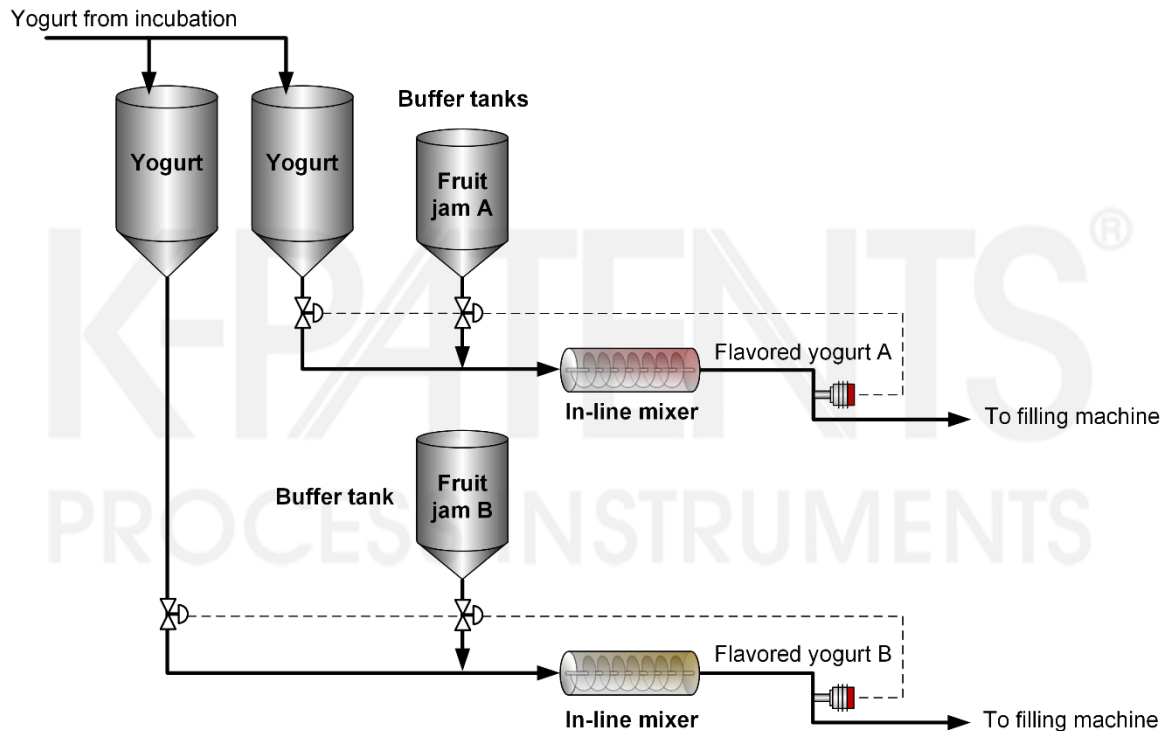 Yogurt from incubation
Buffer tanks
Yogurt
Yogurt
Fruit
jam A
K-PATENTS®
PROCESS INSTRUMENTS
Flavored yogurt A
In-line mixer
To filling machine
Buffer tank
Fruit
jam B
Flavored yogurt B
In-line mixer
To filling machine